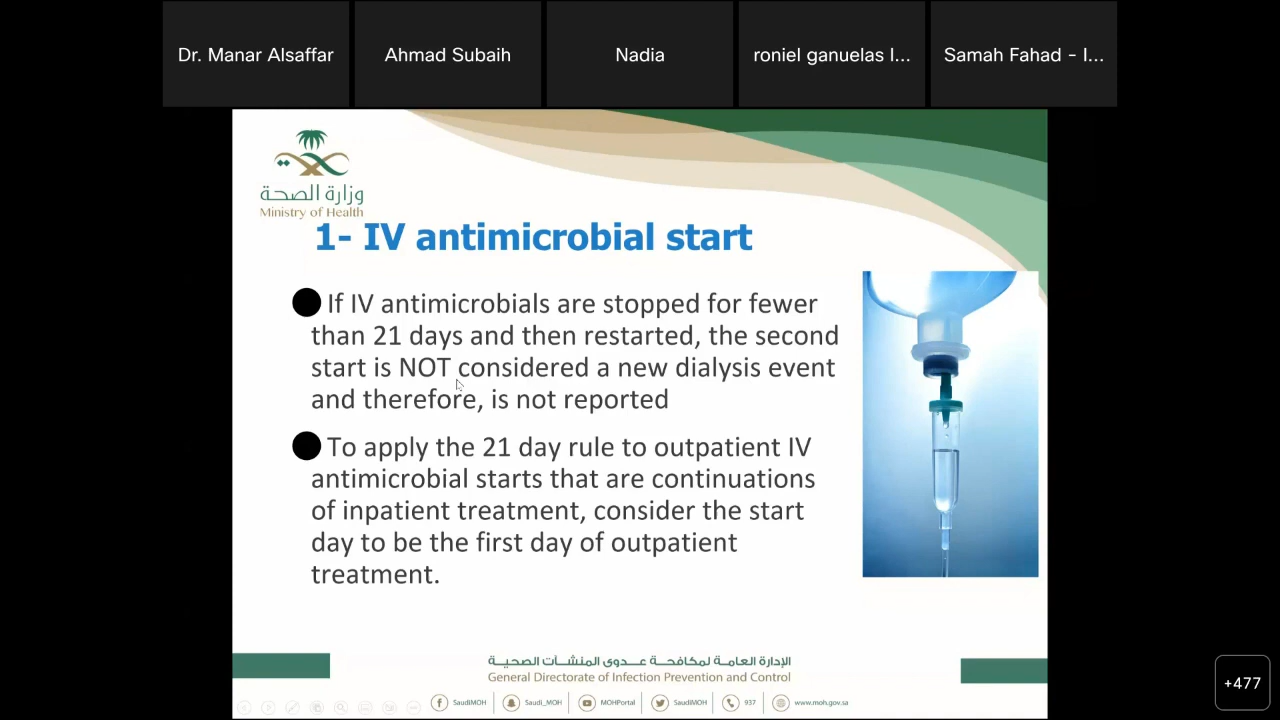 Dr. Manar Alsaffar
Ahmad Subaih
Nadia
roniel ganuelas l...
Samah Fahad - I...
وزارة الصحة
Ministry of Health
1- IV antimicrobial start
If IV antimicrobials are stopped for fewer
than 21 days and then restarted, the second
start is NOT considered a new dialysis event
and therefore, is not reported
To apply the 21 day rule to outpatient IV
antimicrobial starts that are continuations
of inpatient treatment, consider the start
day to be the first day of outpatient
treatment.
الإدارة العامة لمكافحة عدوى المنشآت الصحية
General Directorate of Infection Prevention and Control
SaudiMOH
Saudi_MOH
MOHPortal
SaudiMOH
937
www.moh.gov.sa
+477